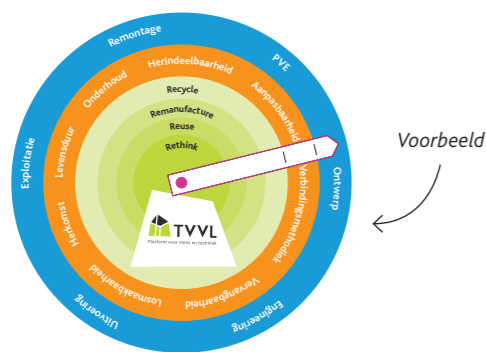 Remontage
PVE
Ontwerp
Engineering
Uitvoering
Exploitatie
Herindeelbaarheid
Aanpasbaarheid
Verbindingsmethodiek
Vervangbaarheid
Losmaakbaarheid
Herkomst
Levensduur
Onderhoud
Recycle
Remanufacture
Reuse
Rethink
TVVL
Platform voor mens en techniek
Voorbeeld